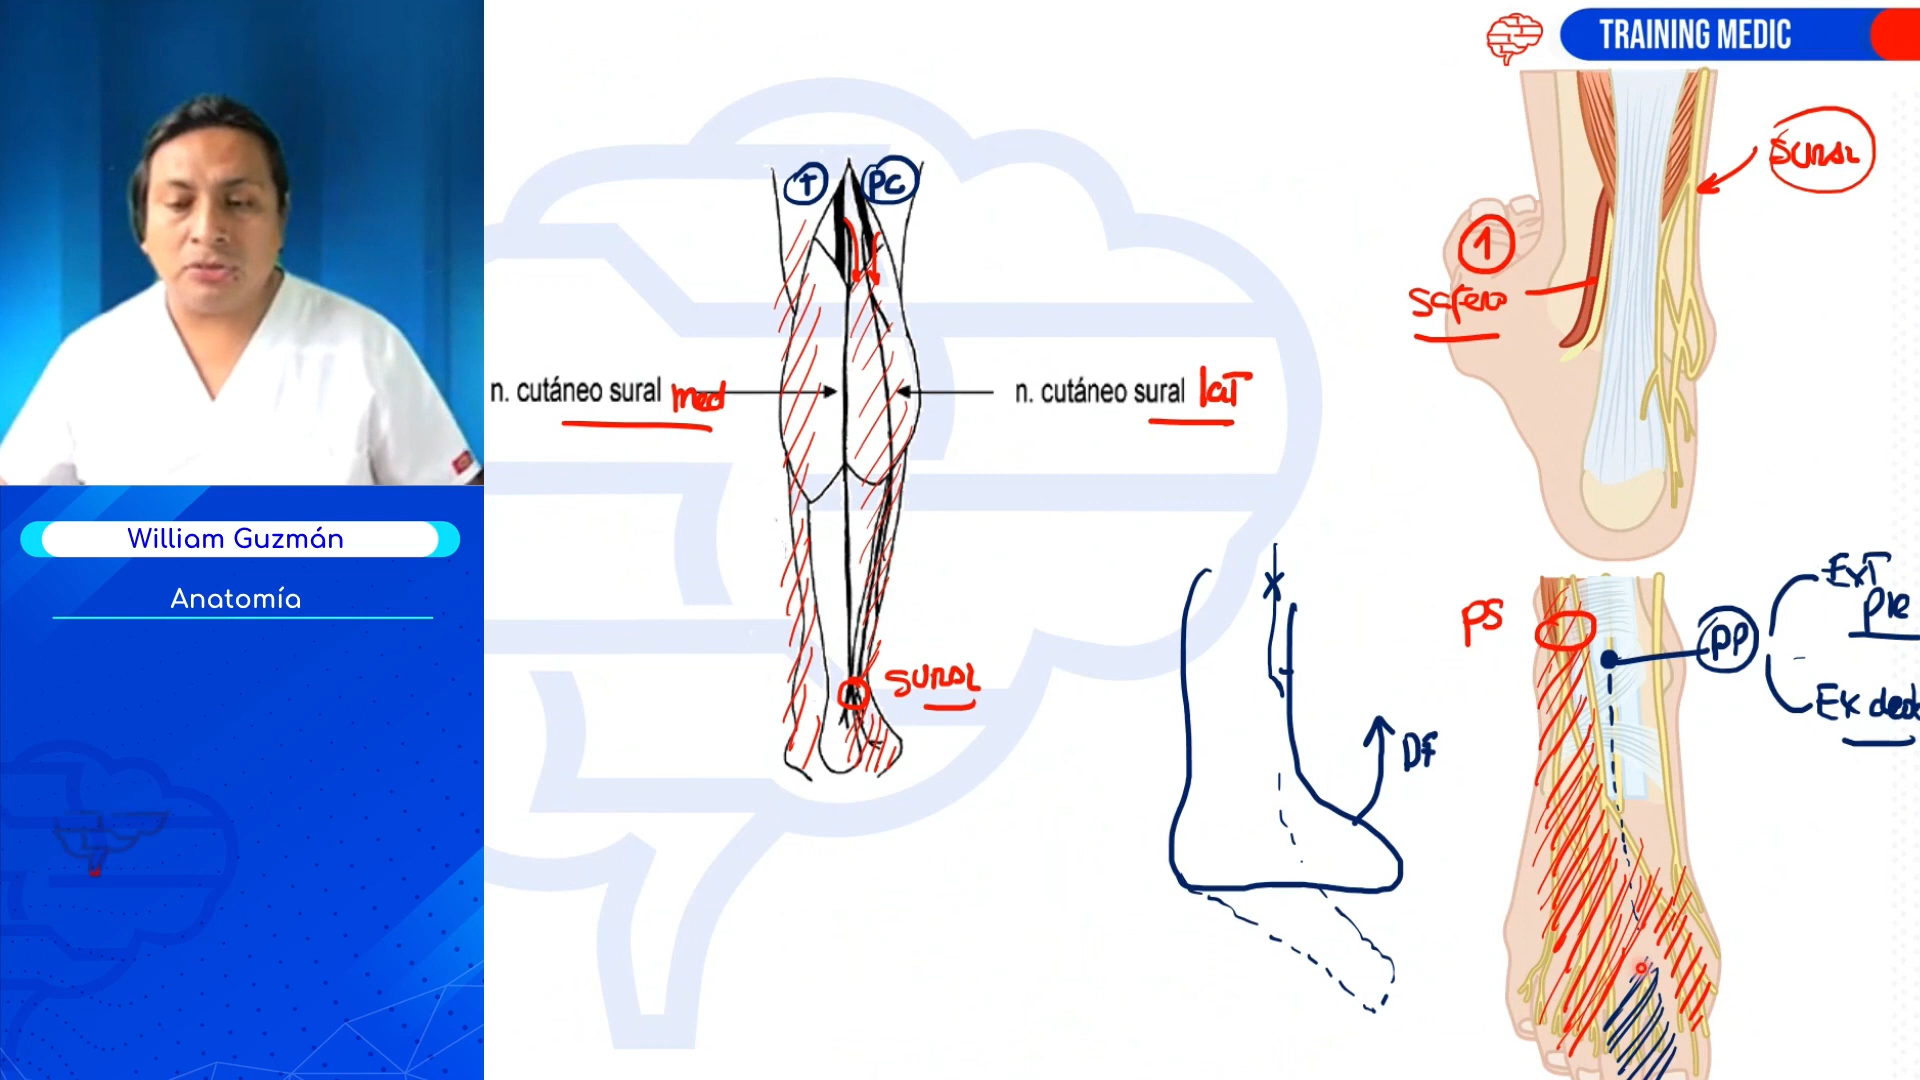 TRAINING MEDIC
sural
T
PC
1
safeno
n. cutáneo sural med
n. cutáneo sural lat
William Guzmán
Anatomía
Ext
pie
PS
PP
sural
Ex ded
DF